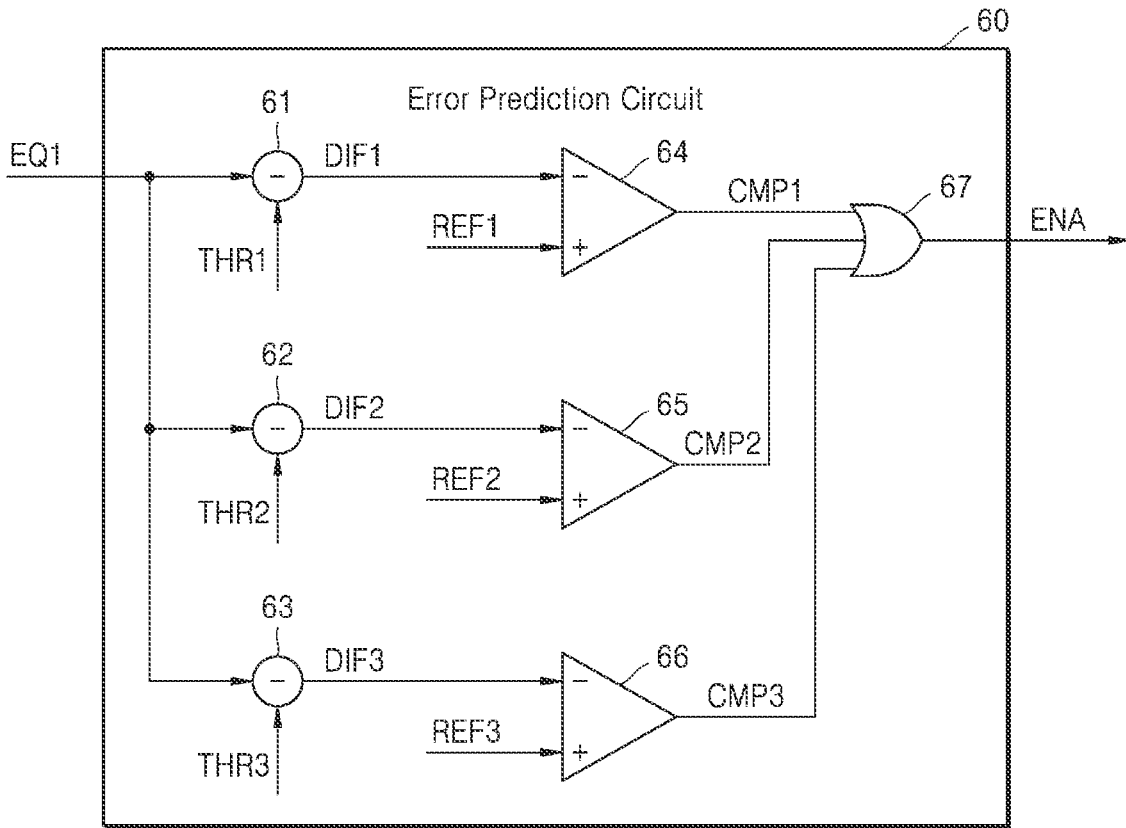 60
Error Prediction Circuit
61
EQ1
DIF1
64
−
−
CMP1
67
REF1
+
ENA
THR1
62
DIF2
65
−
−
CMP2
REF2
+
THR2
63
DIF3
66
−
−
CMP3
REF3
+
THR3